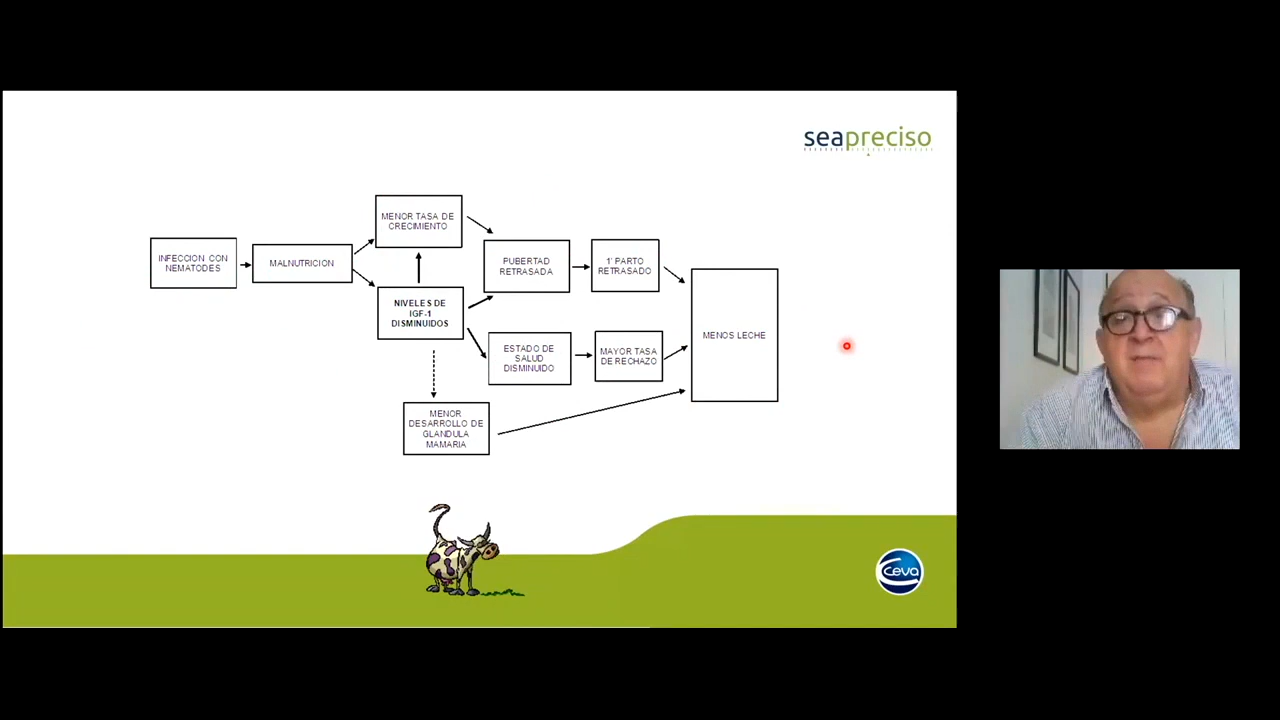 seapreciso
MENOR TASA DE
CRECIMIENTO
INFECCION CON
NEMATODES
MALNUTRICION
PUBERTAD
RETRASADA
1' PARTO
RETRASADO
NIVELES DE
IGF-1
DISMINUIDOS
MENOS LECHE
ESTADO DE
SALUD
DISMINUIDO
MAYOR TASA
DE RECHAZO
MENOR
DESARROLLO DE
GLANDULA
MAMARIA
Ceva